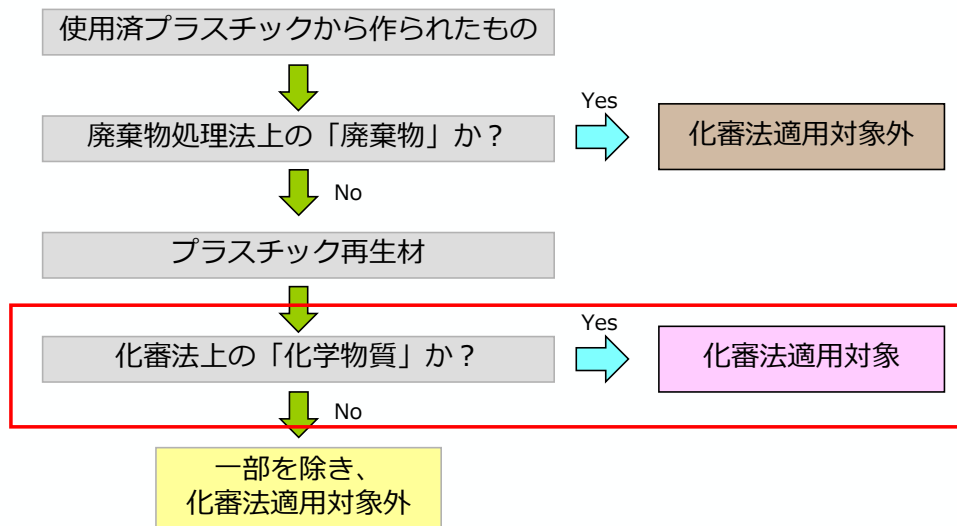 使用済プラスチックから作られたもの
廃棄物処理法上の「廃棄物」か？
Yes
化審法適用対象外
No
プラスチック再生材
化審法上の「化学物質」か？
Yes
化審法適用対象
No
一部を除き、
化審法適用対象外